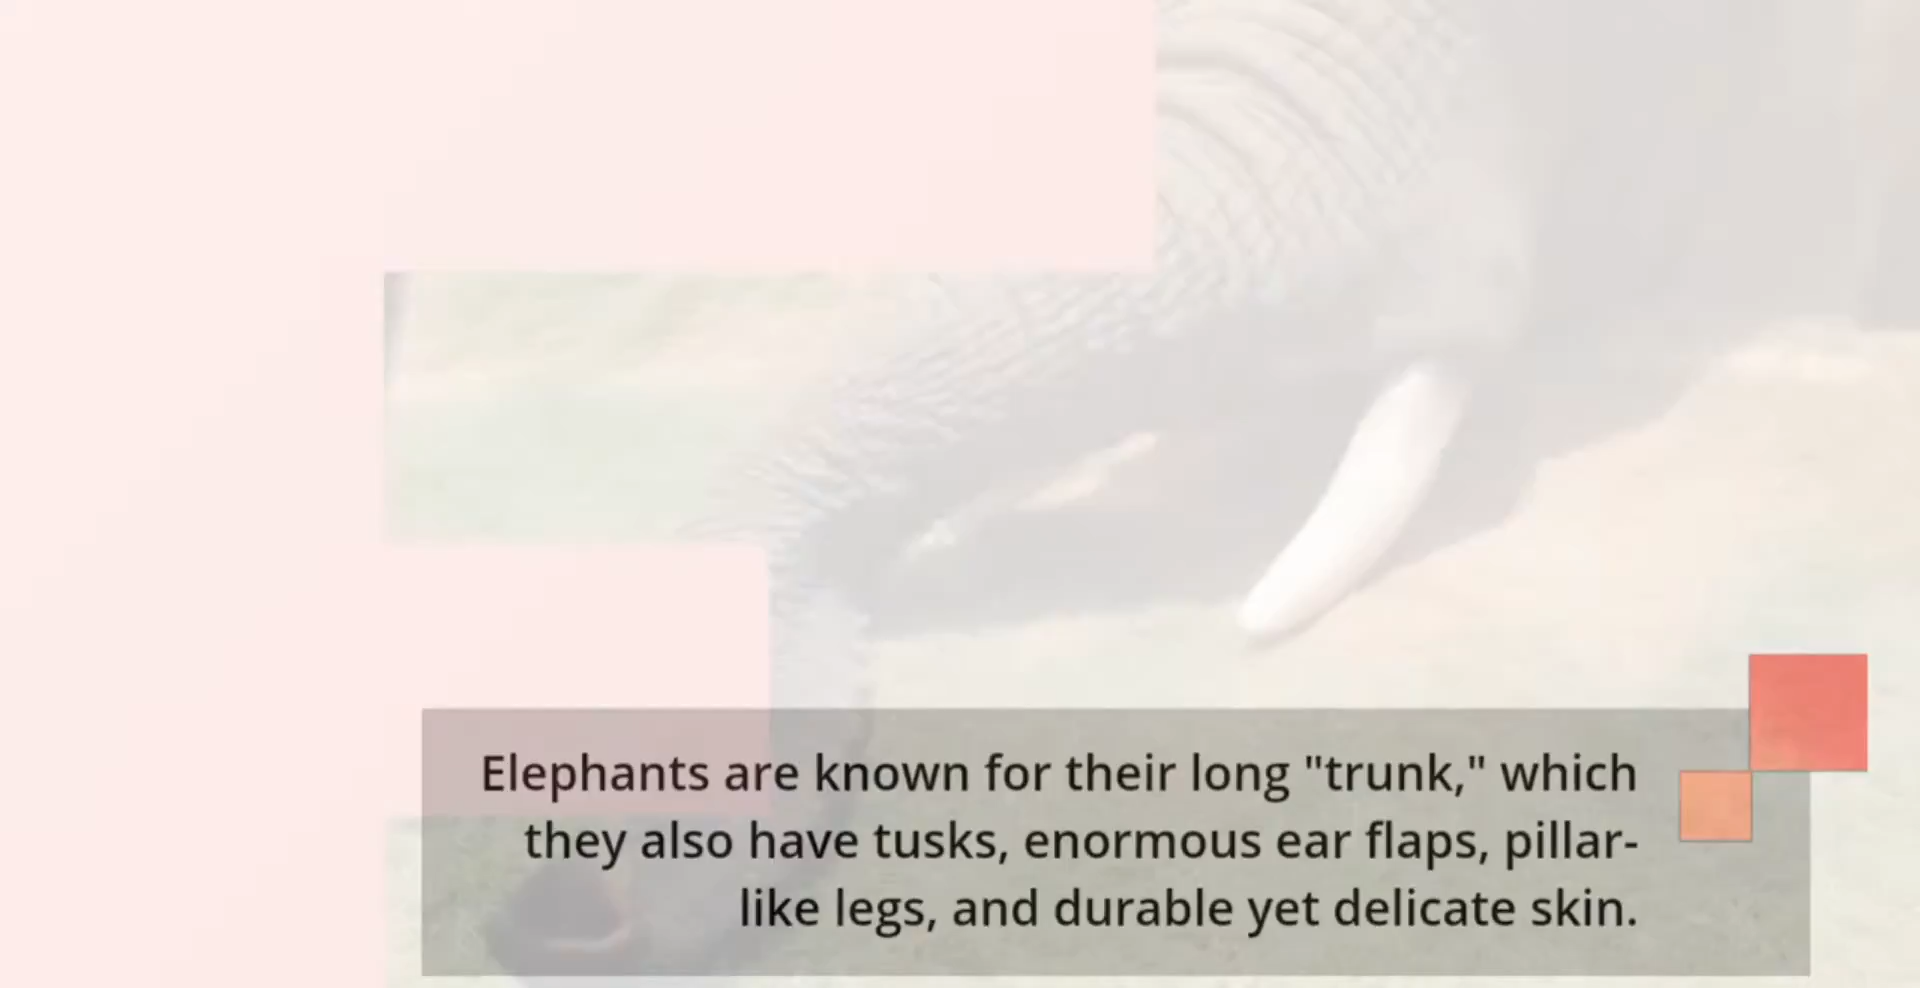 Elephants are known for their long "trunk," which
they also have tusks, enormous ear flaps, pillar-
like legs, and durable yet delicate skin.